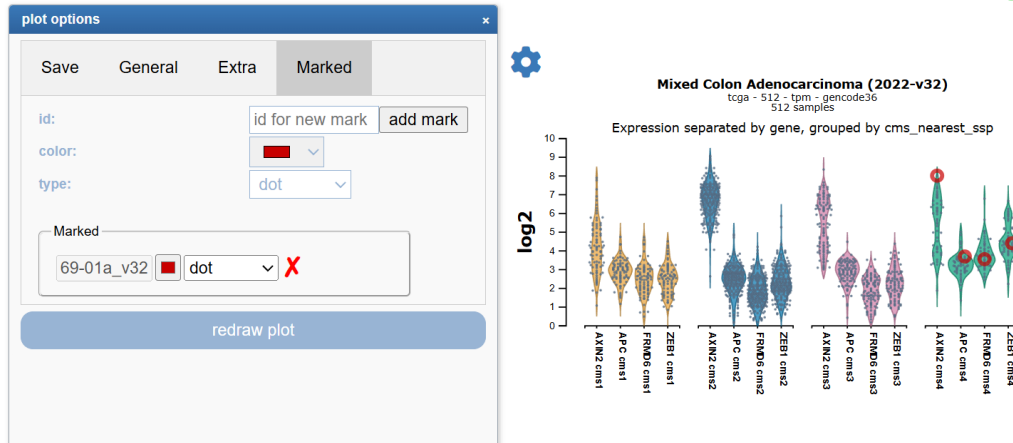 plot options ×
Save General Extra Marked
id: id for new mark add mark
color:
type: dot
Marked
69-01a_v32 dot ✗
redraw plot
Mixed Colon Adenocarcinoma (2022-v32)
tcga - 512 - tpm - gencode36
512 samples
Expression separated by gene, grouped by cms_nearest_ssp
log2
10
9
8
7
6
5
4
3
2
1
0
AXIN2 cms1
APC cms1
FRMD6 cms1
ZEB1 cms1
AXIN2 cms2
APC cms2
FRMD6 cms2
ZEB1 cms2
AXIN2 cms3
APC cms3
FRMD6 cms3
ZEB1 cms3
AXIN2 cms4
APC cms4
FRMD6 cms4
ZEB1 cms4